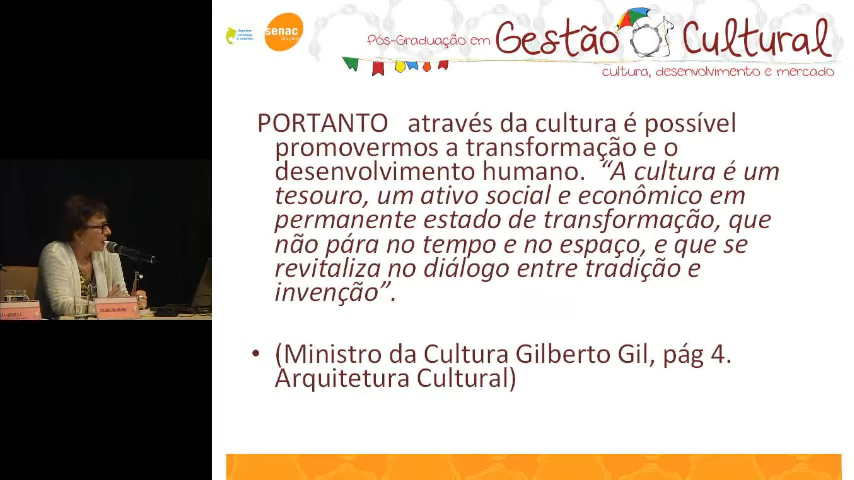 senac
Pós-Graduação em Gestão Cultural
cultura, desenvolvimento e mercado
PORTANTO através da cultura é possível
promovermos a transformação e o
desenvolvimento humano. “A cultura é um
tesouro, um ativo social e econômico em
permanente estado de transformação, que
não pára no tempo e no espaço, e que se
revitaliza no diálogo entre tradição e
invenção”.
• (Ministro da Cultura Gilberto Gil, pág 4.
Arquitetura Cultural)